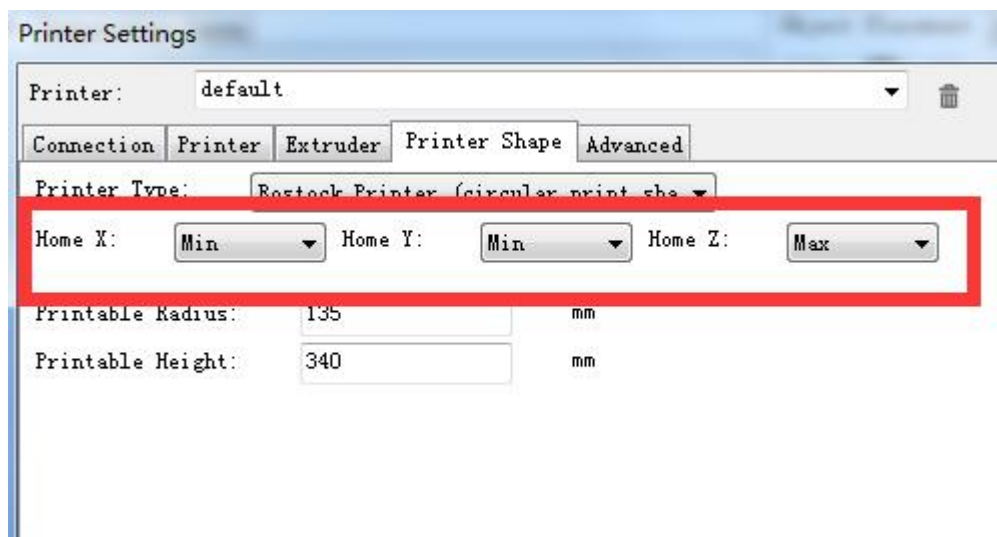 Printer Settings
Printer: default
Connection Printer Extruder Printer Shape Advanced
Printer Type: Rostock Printer (circular print sha
Home X: Min Home Y: Min Home Z: Max
Printable Radius: 135 mm
Printable Height: 340 mm